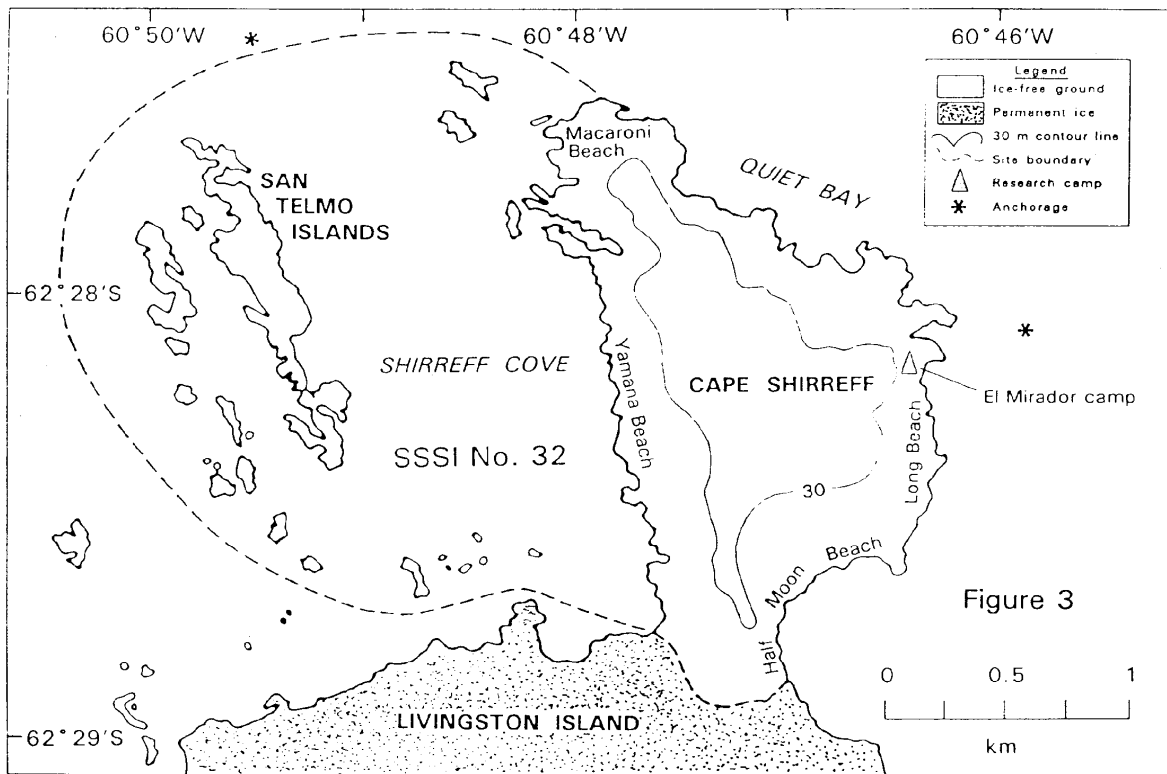 60°50'W
60°48'W
60°46'W
Legend
Ice-free ground
Permanent ice
30 m contour line
Site boundary
Research camp
Anchorage
Macaroni
Beach
QUIET BAY
SAN
TELMO
ISLANDS
62°28'S
SHIRREFF COVE
Yamana Beach
CAPE SHIRREFF
El Mirador camp
SSSI No. 32
Long Beach
30
Half Moon Beach
Figure 3
0 0.5 1
km
LIVINGSTON ISLAND
62°29'S